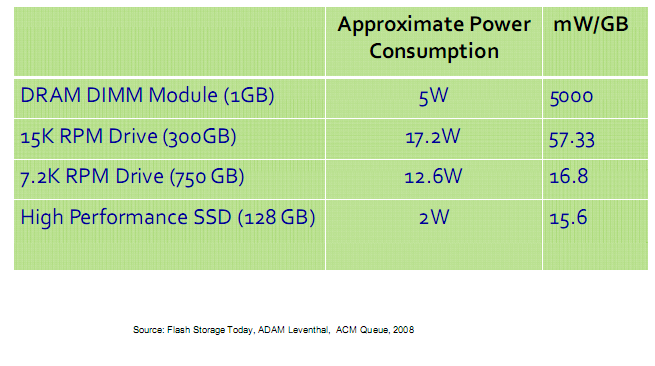 Approximate Power Consumption mW/GB
DRAM DIMM Module (1GB) 5W 5000
15K RPM Drive (300GB) 17.2W 57.33
7.2K RPM Drive (750 GB) 12.6W 16.8
High Performance SSD (128 GB) 2W 15.6
Source: Flash Storage Today, ADAM Leventhal, ACM Queue, 2008